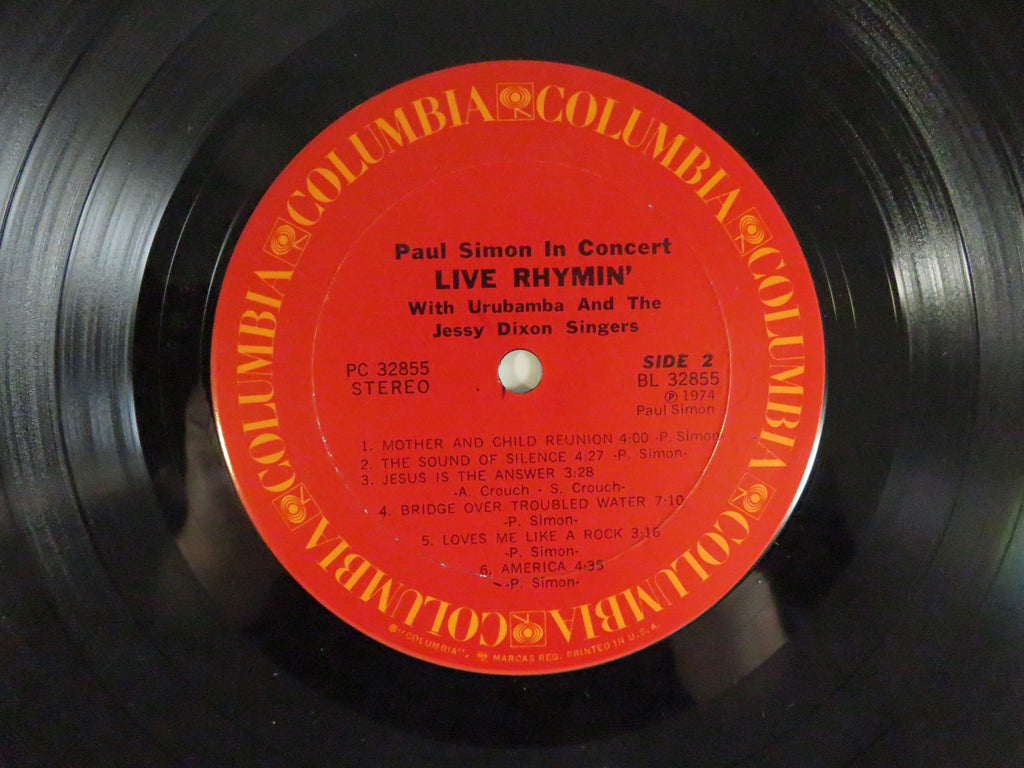 COLUMBIA COLUMBIA COLUMBIA COLUMBIA COLUMBIA COLUMBIA COLUMBIA COLUMBIA
Paul Simon In Concert
LIVE RHYMIN'
With Urubamba And The
Jessy Dixon Singers
PC 32855
STEREO
SIDE 2
BL 32855
℗ 1974
Paul Simon
1. MOTHER AND CHILD REUNION 4:00 -P. Simon-
2. THE SOUND OF SILENCE 4:27 -P. Simon-
3. JESUS IS THE ANSWER 3:28
-A. Crouch - S. Crouch-
4. BRIDGE OVER TROUBLED WATER 7:10
-P. Simon-
5. LOVES ME LIKE A ROCK 3:16
-P. Simon-
6. AMERICA 4:35
-P. Simon-
®"COLUMBIA", MARCAS REG. PRINTED IN U.S.A.